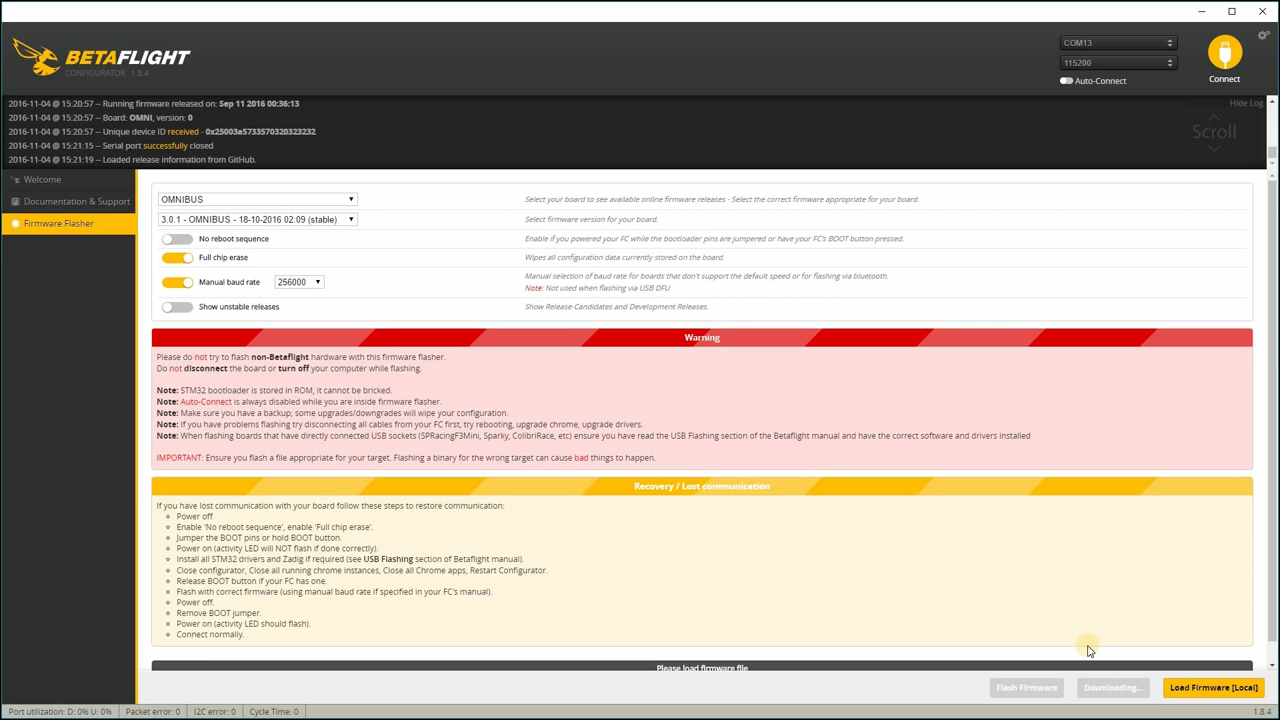 BETAFLIGHT
CONFIGURATOR 1.8.4
COM13
115200
Auto-Connect
Connect
Hide Log
Scroll
2016-11-04 @ 15:20:57 -- Running firmware released on: Sep 11 2016 00:36:13
2016-11-04 @ 15:20:57 -- Board: OMNI, version: 0
2016-11-04 @ 15:20:57 -- Unique device ID received - 0x25003a5733570320323232
2016-11-04 @ 15:21:15 -- Serial port successfully closed
2016-11-04 @ 15:21:19 -- Loaded release information from GitHub.
Welcome
Documentation & Support
Firmware Flasher
OMNIBUS
Select your board to see available online firmware releases - Select the correct firmware appropriate for your board.
3.0.1 - OMNIBUS - 18-10-2016 02:09 (stable)
Select firmware version for your board.
No reboot sequence
Enable if you powered your FC while the bootloader pins are jumpered or have your FC's BOOT button pressed.
Full chip erase
Wipes all configuration data currently stored on the board.
Manual baud rate 256000
Manual selection of baud rate for boards that don't support the default speed or for flashing via bluetooth.
Note: Not used when flashing via USB DFU
Show unstable releases
Show Release-Candidates and Development Releases.
Warning
Please do not try to flash non-Betaflight hardware with this firmware flasher.
Do not disconnect the board or turn off your computer while flashing.
Note: STM32 bootloader is stored in ROM, it cannot be bricked.
Note: Auto-Connect is always disabled while you are inside firmware flasher.
Note: Make sure you have a backup; some upgrades/downgrades will wipe your configuration.
Note: If you have problems flashing try disconnecting all cables from your FC first, try rebooting, upgrade chrome, upgrade drivers.
Note: When flashing boards that have directly connected USB sockets (SPRacingF3Mini, Sparky, ColibriRace, etc) ensure you have read the USB Flashing section of the Betaflight manual and have the correct software and drivers installed
IMPORTANT: Ensure you flash a file appropriate for your target. Flashing a binary for the wrong target can cause bad things to happen.
Recovery / Lost communication
If you have lost communication with your board follow these steps to restore communication:
Power off
Enable 'No reboot sequence', enable 'Full chip erase'.
Jumper the BOOT pins or hold BOOT button.
Power on (activity LED will NOT flash if done correctly).
Install all STM32 drivers and Zadig if required (see USB Flashing section of Betaflight manual).
Close configurator, Close all running chrome instances, Close all Chrome apps, Restart Configurator.
Release BOOT button if your FC has one.
Flash with correct firmware (using manual baud rate if specified in your FC's manual).
Power off.
Remove BOOT jumper.
Power on (activity LED should flash).
Connect normally.
Please load firmware file
Flash Firmware
Downloading...
Load Firmware [Local]
Port utilization: D: 0% U: 0%
Packet error: 0
I2C error: 0
Cycle Time: 0
1.8.4